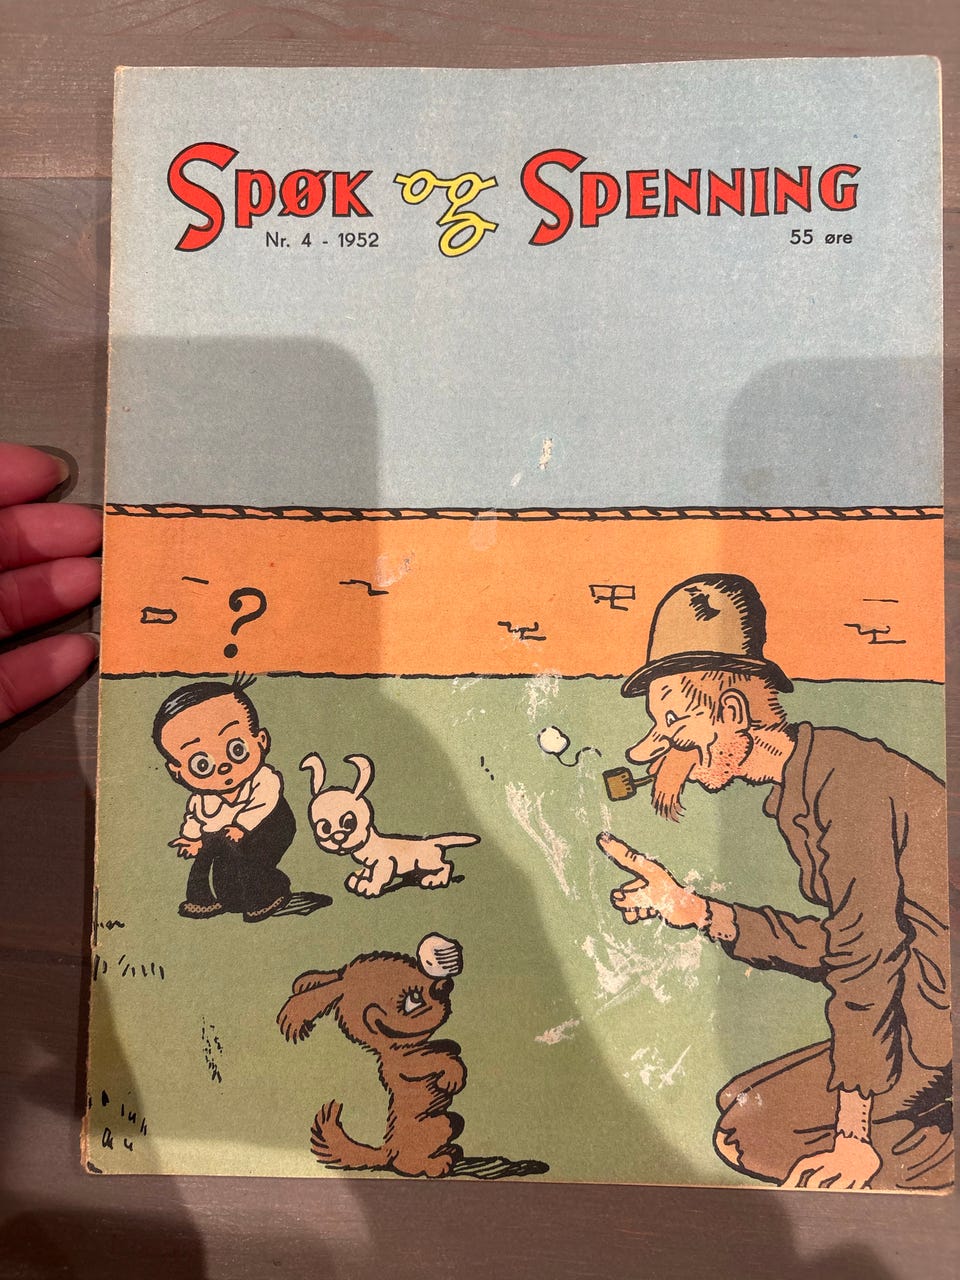 SPØK og SPENNING
Nr. 4 - 1952 55 øre
?